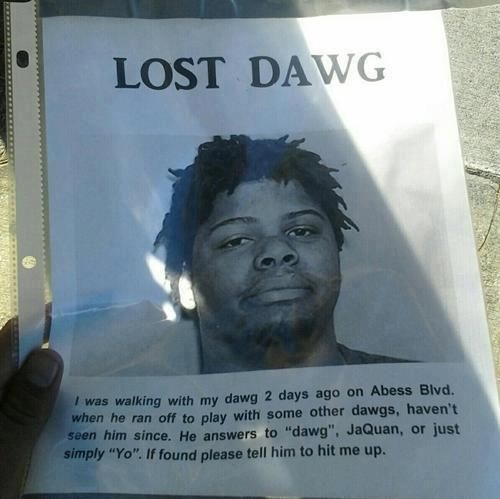 LOST DAWG
I was walking with my dawg 2 days ago on Abess Blvd.
when he ran off to play with some other dawgs, haven't
seen him since. He answers to "dawg", JaQuan, or just
simply "Yo". If found please tell him to hit me up.